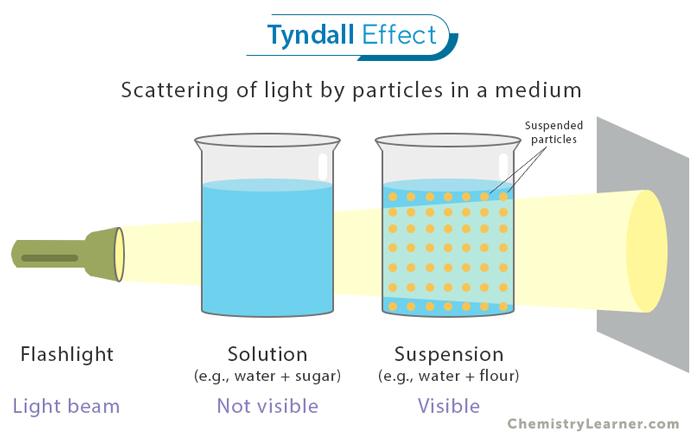 Tyndall Effect
Scattering of light by particles in a medium
Suspended
particles
Flashlight
Solution
(e.g., water + sugar)
Suspension
(e.g., water + flour)
Light beam
Not visible
Visible
ChemistryLearner.com